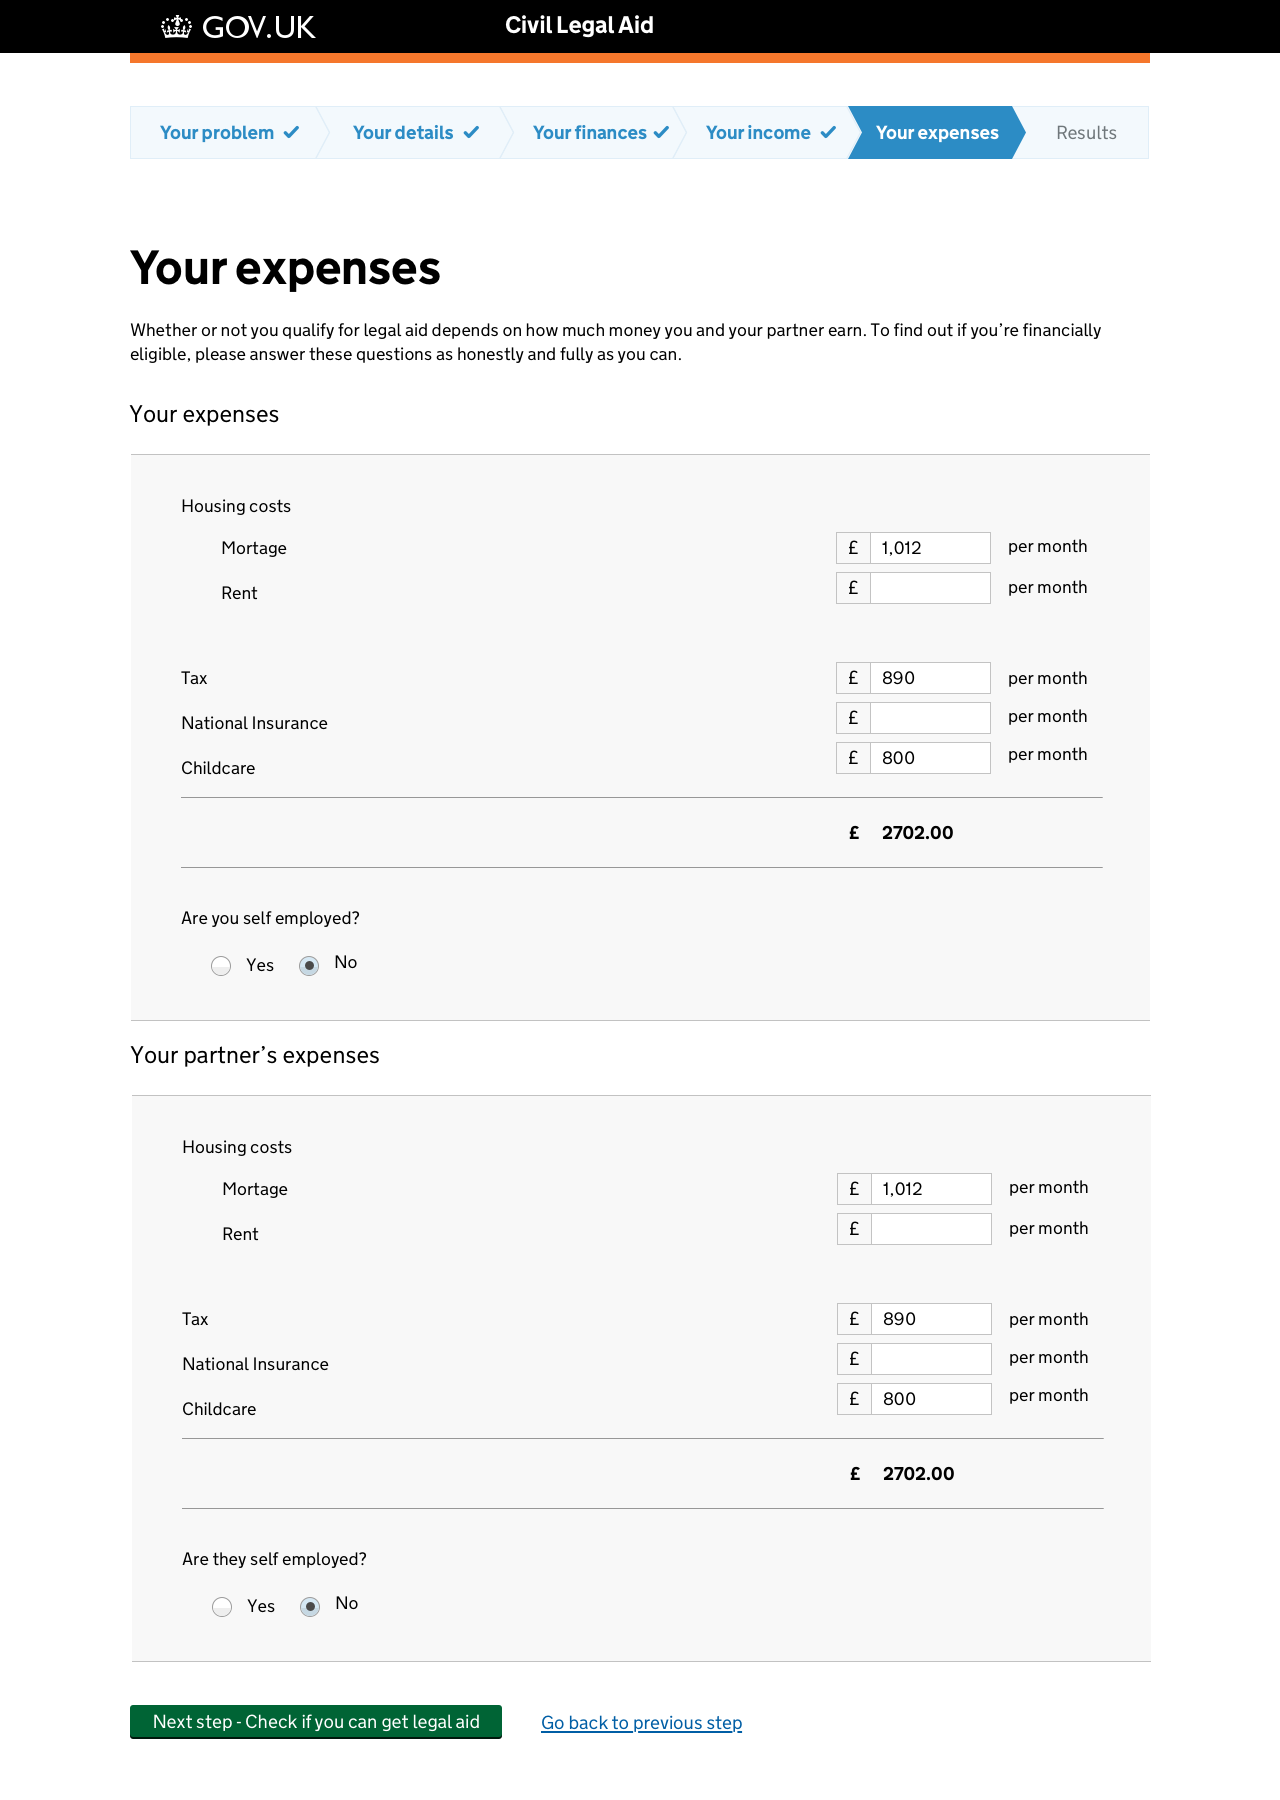 GOV.UK Civil Legal Aid
Your problem Your details Your finances Your income Your expenses Results
Your expenses
Whether or not you qualify for legal aid depends on how much money you and your partner earn. To find out if you’re financially
eligible, please answer these questions as honestly and fully as you can.
Your expenses
Housing costs
Mortage £ 1,012 per month
Rent £ per month
Tax £ 890 per month
National Insurance £ per month
Childcare £ 800 per month
£ 2702.00
Are you self employed?
Yes No
Your partner’s expenses
Housing costs
Mortage £ 1,012 per month
Rent £ per month
Tax £ 890 per month
National Insurance £ per month
Childcare £ 800 per month
£ 2702.00
Are they self employed?
Yes No
Next step - Check if you can get legal aid Go back to previous step